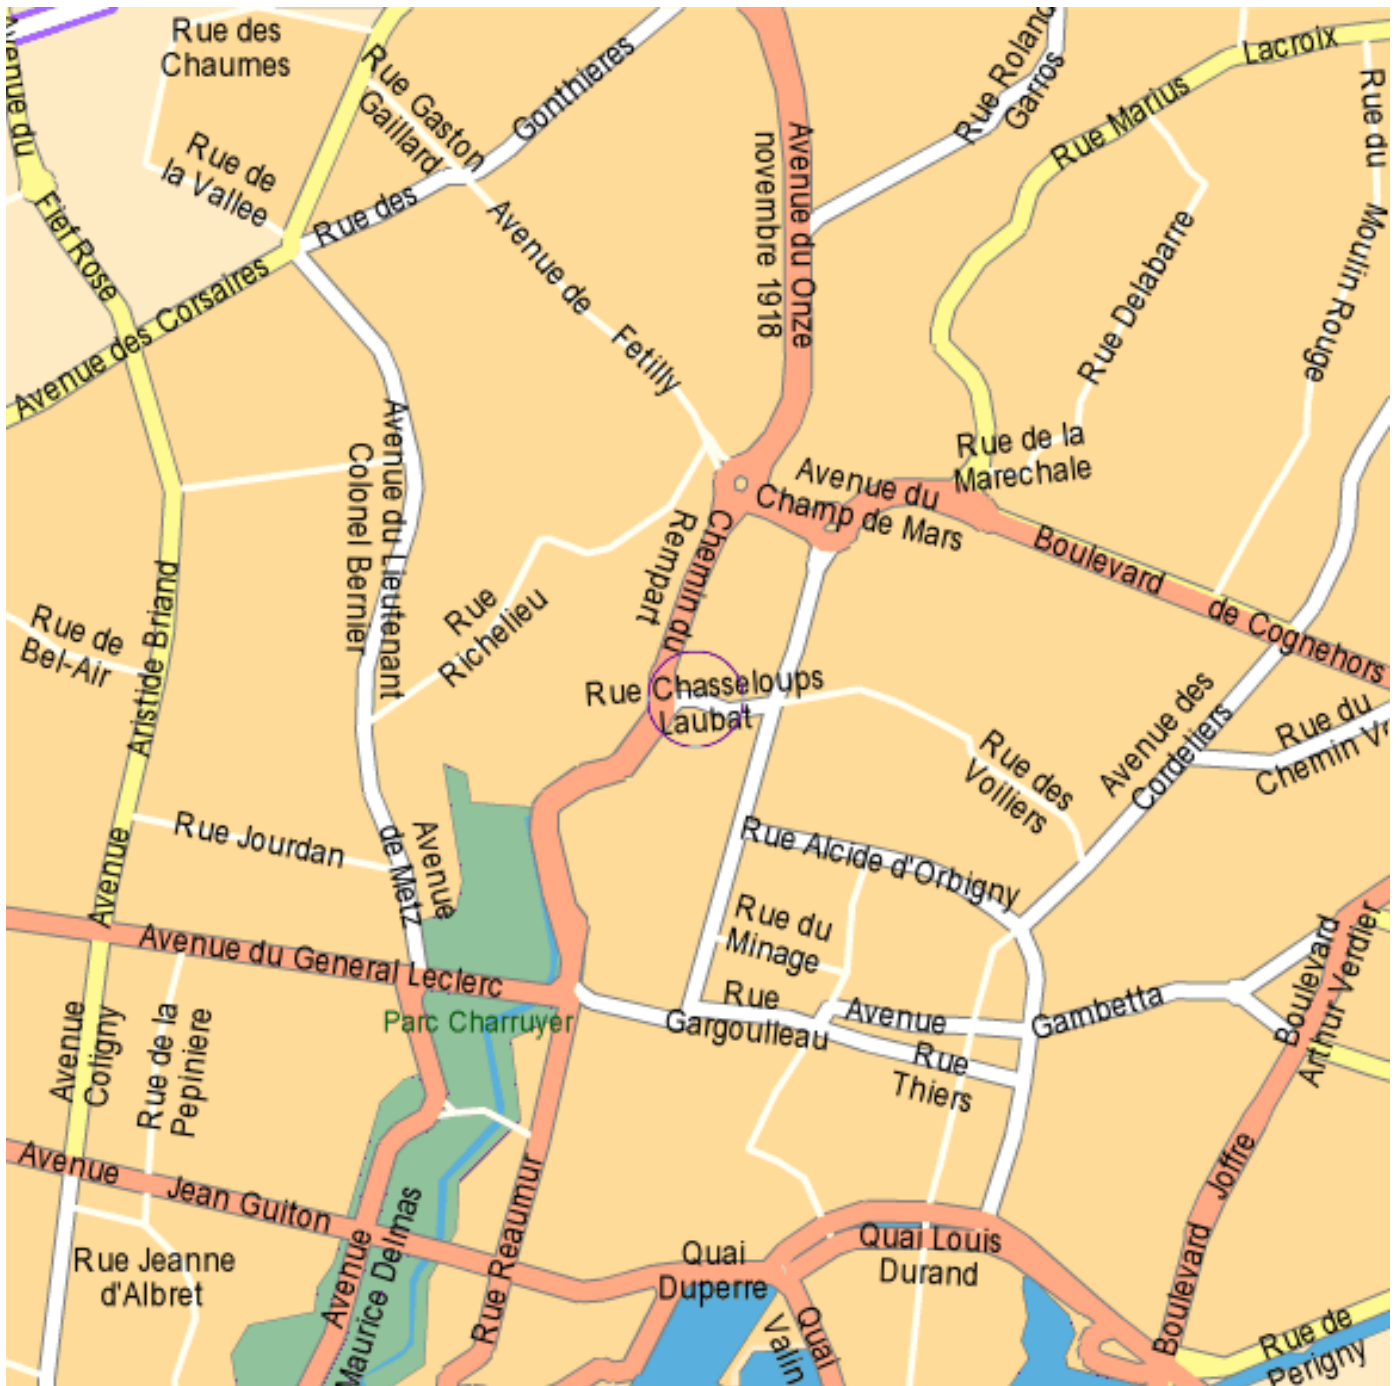 Rue des
Chaumes
Avenue du
Fief Rose
Rue Gaston
Gaillard
Rue des
Gonthieres
Rue Roland
Garros
Rue Marius
Lacroix
Rue du
Moulin Rouge
Rue de
la Vallee
Avenue des Corsaires
Avenue de
Fetilly
Avenue du Onze
novembre 1918
Rue Delabarre
Avenue du Lieutenant
Colonel Bernier
Rue de la
Marechale
Avenue du
Champ de Mars
Chemin du
Rempart
Boulevard
de Cognehors
Rue de
Bel-Air
Avenue
Aristide Briand
Rue
Richelieu
Rue Chasseloups
Laubat
Rue des
Voiliers
Avenue des
Cordeliers
Rue du
Chemin Vr
Rue Jourdan
Avenue
de Metz
Rue Alcide d'Orbigny
Rue du
Minage
Avenue du General Leclerc
Parc Charruyer
Rue
Gargoulleau
Avenue
Gambetta
Rue
Thiers
Boulevard
Arthur Verdier
Avenue
Coligny
Rue de la
Pepiniere
Avenue
Jean Guiton
Rue Jeanne
d'Albret
Avenue
Maurice Delmas
Rue Reaumur
Quai
Duperre
Quai Louis
Durand
Quai
Valin
Boulevard
Joffre
Rue de
Perigny